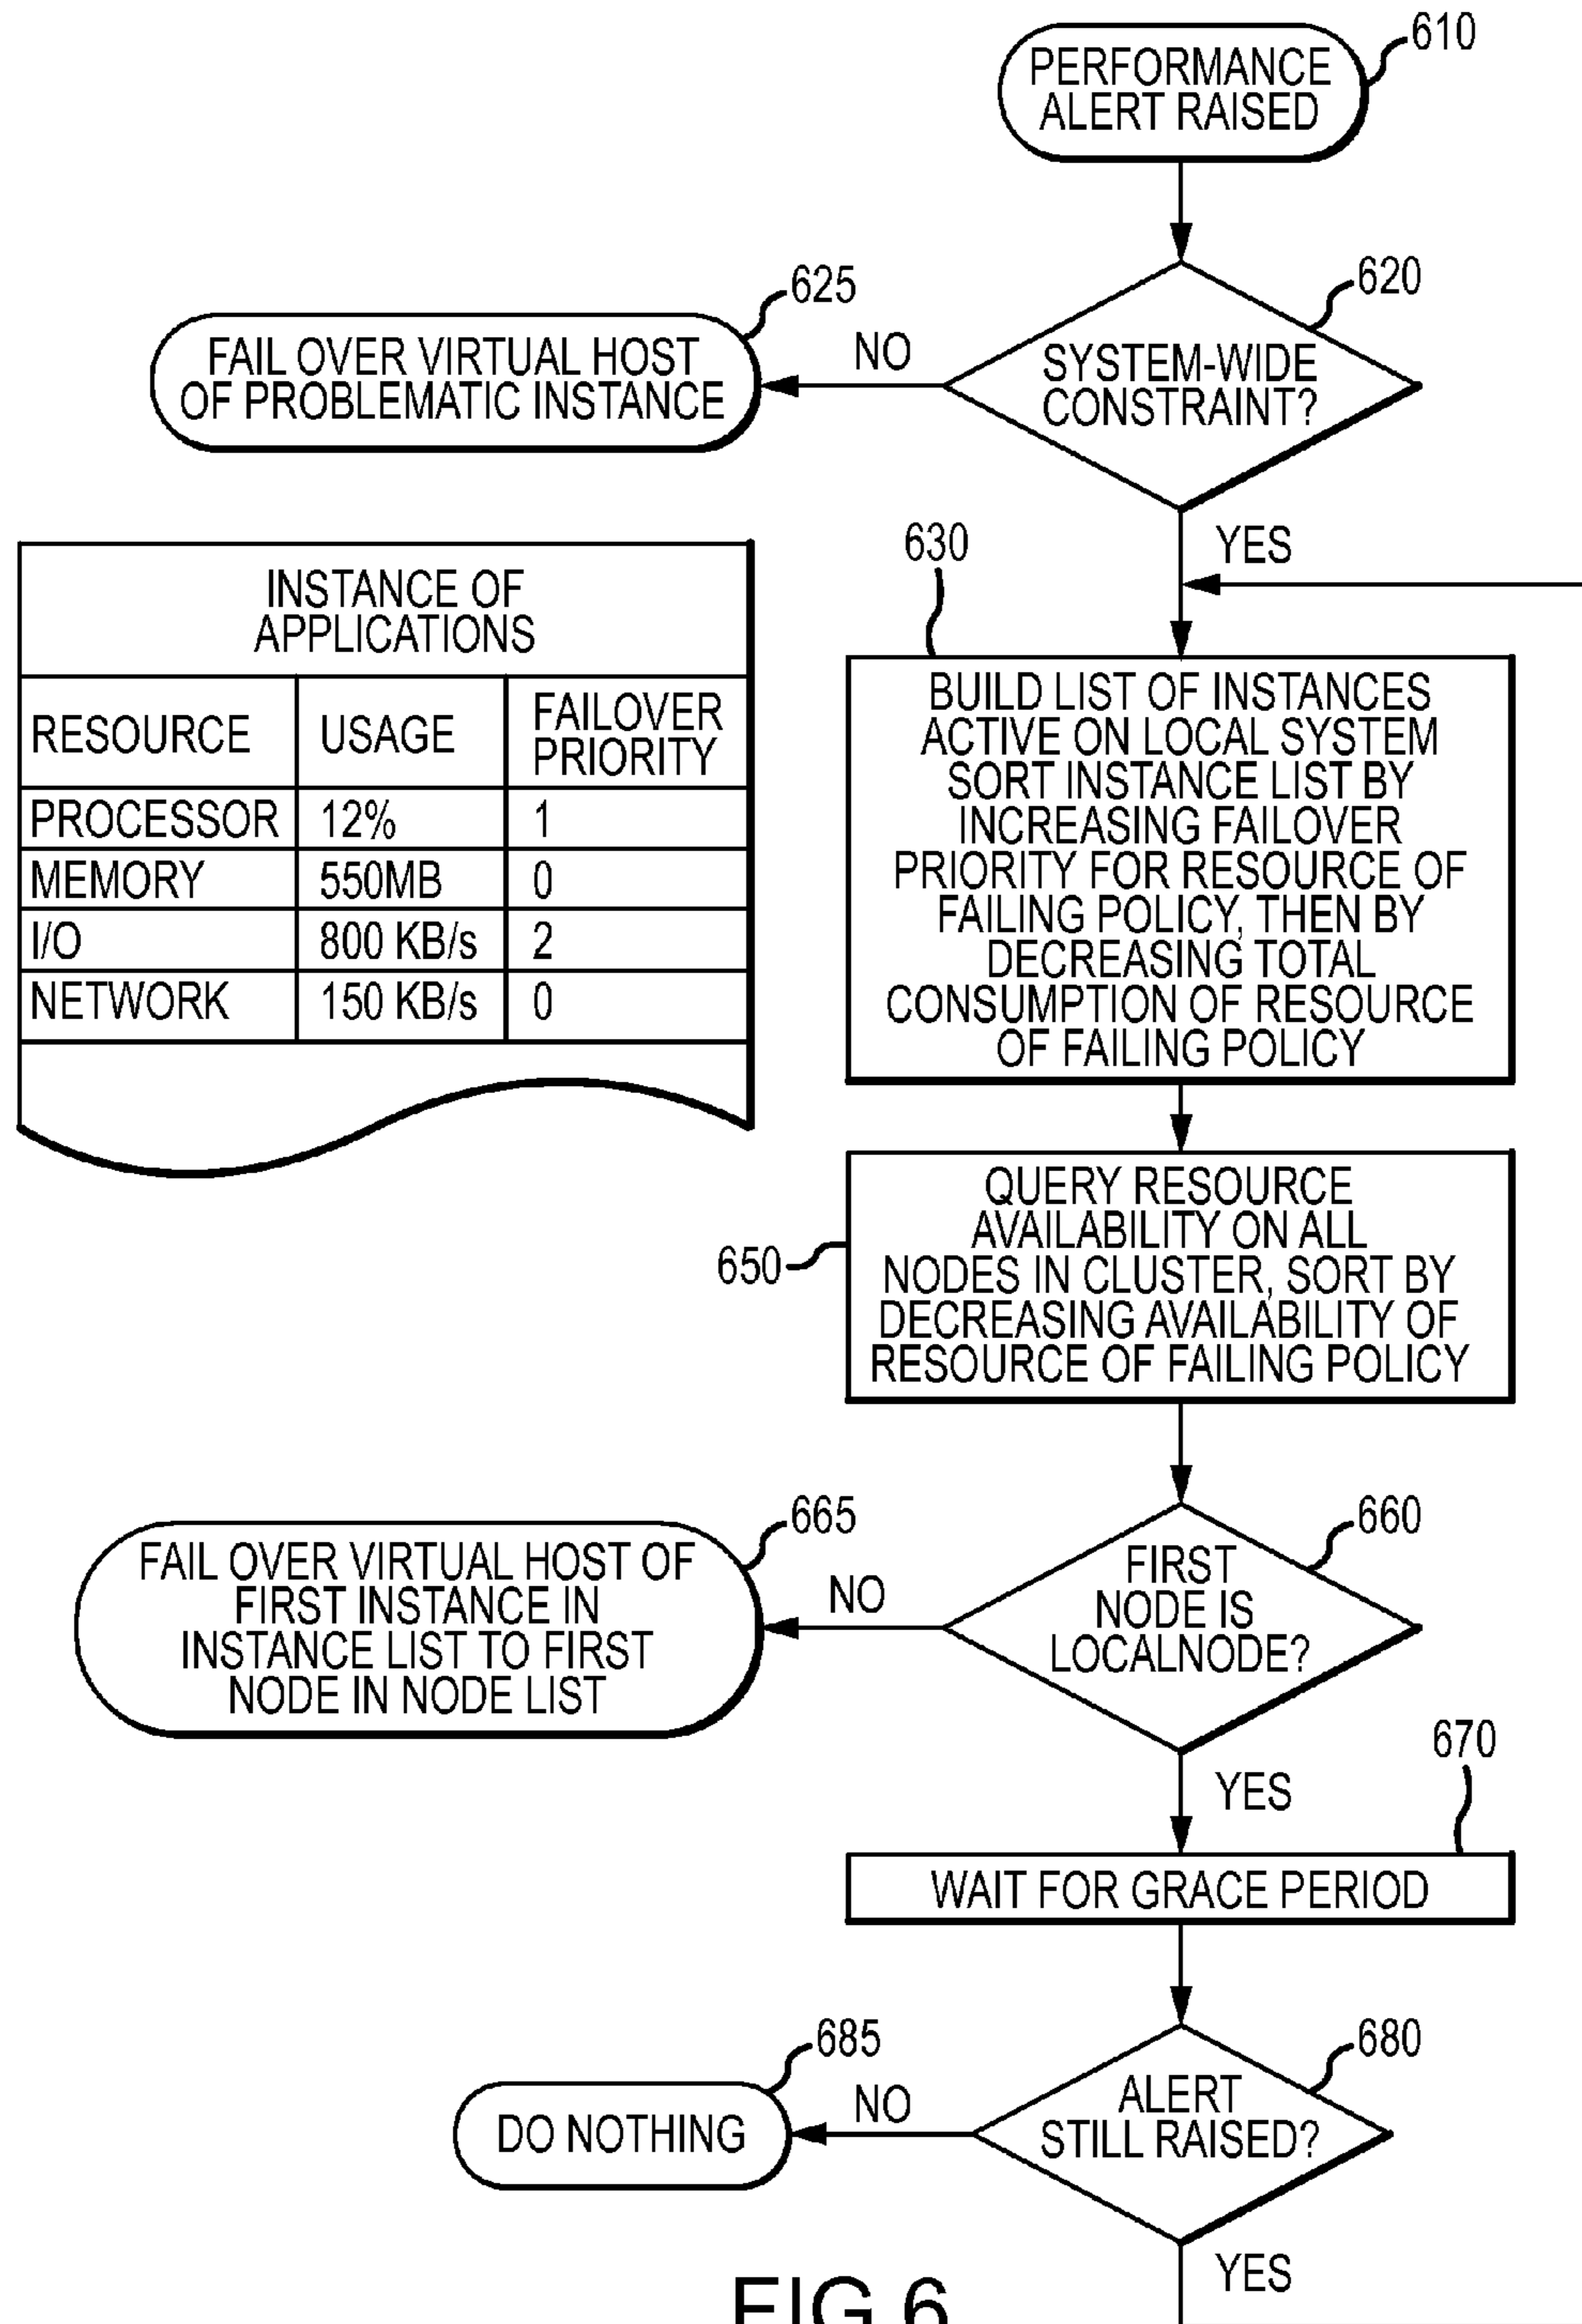 610
PERFORMANCE
ALERT RAISED
620
SYSTEM-WIDE
CONSTRAINT?
NO
625
FAIL OVER VIRTUAL HOST
OF PROBLEMATIC INSTANCE
YES
INSTANCE OF
APPLICATIONS
RESOURCE USAGE FAILOVER PRIORITY
PROCESSOR 12% 1
MEMORY 550MB 0
I/O 800 KB/s 2
NETWORK 150 KB/s 0
630
BUILD LIST OF INSTANCES
ACTIVE ON LOCAL SYSTEM
SORT INSTANCE LIST BY
INCREASING FAILOVER
PRIORITY FOR RESOURCE OF
FAILING POLICY, THEN BY
DECREASING TOTAL
CONSUMPTION OF RESOURCE
OF FAILING POLICY
650
QUERY RESOURCE
AVAILABILITY ON ALL
NODES IN CLUSTER, SORT BY
DECREASING AVAILABILITY OF
RESOURCE OF FAILING POLICY
660
FIRST
NODE IS
LOCALNODE?
NO
665
FAIL OVER VIRTUAL HOST OF
FIRST INSTANCE IN
INSTANCE LIST TO FIRST
NODE IN NODE LIST
YES
670
WAIT FOR GRACE PERIOD
680
ALERT
STILL RAISED?
NO
685
DO NOTHING
YES
FIG.6